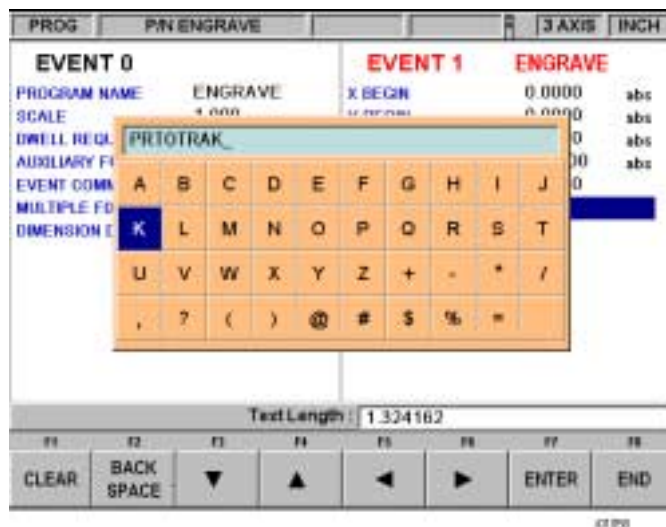 PROG P/N ENGRAVE 3 AXIS INCH
EVENT 0 EVENT 1 ENGRAVE
PROGRAM NAME ENGRAVE X BEGIN 0.0000 abs
SCALE 1.000 abs
DWELL abs
AUXILIARY abs
EVENT
MULTIPLE
DIMENSION
PRTOTRAK_
A B C D E F G H I J
K L M N O P Q R S T
U V W X Y Z + - * /
, ? ( ) @ # $ % =
Text Length : 1.324162
F1 F2 F3 F4 F5 F6 F7 F8
CLEAR BACK SPACE ▼ ▲ ◄ ► ENTER END